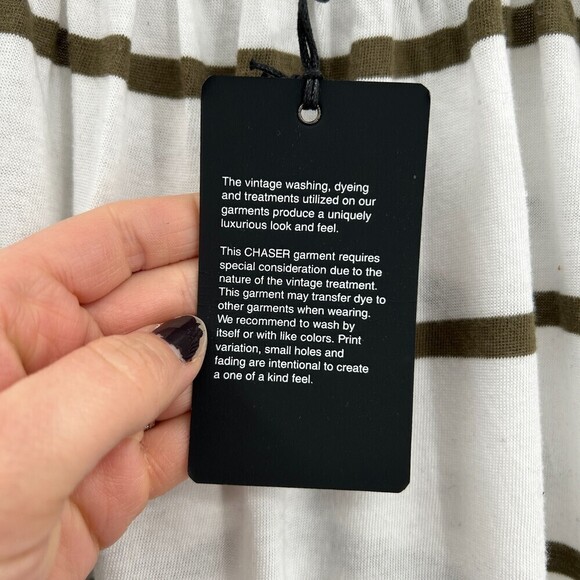 The vintage washing, dyeing
and treatments utilized on our
garments produce a uniquely
luxurious look and feel.
This CHASER garment requires
special consideration due to the
nature of the vintage treatment.
This garment may transfer dye to
other garments when wearing.
We recommend to wash by
itself or with like colors. Print
variation, small holes and
fading are intentional to create
a one of a kind feel.